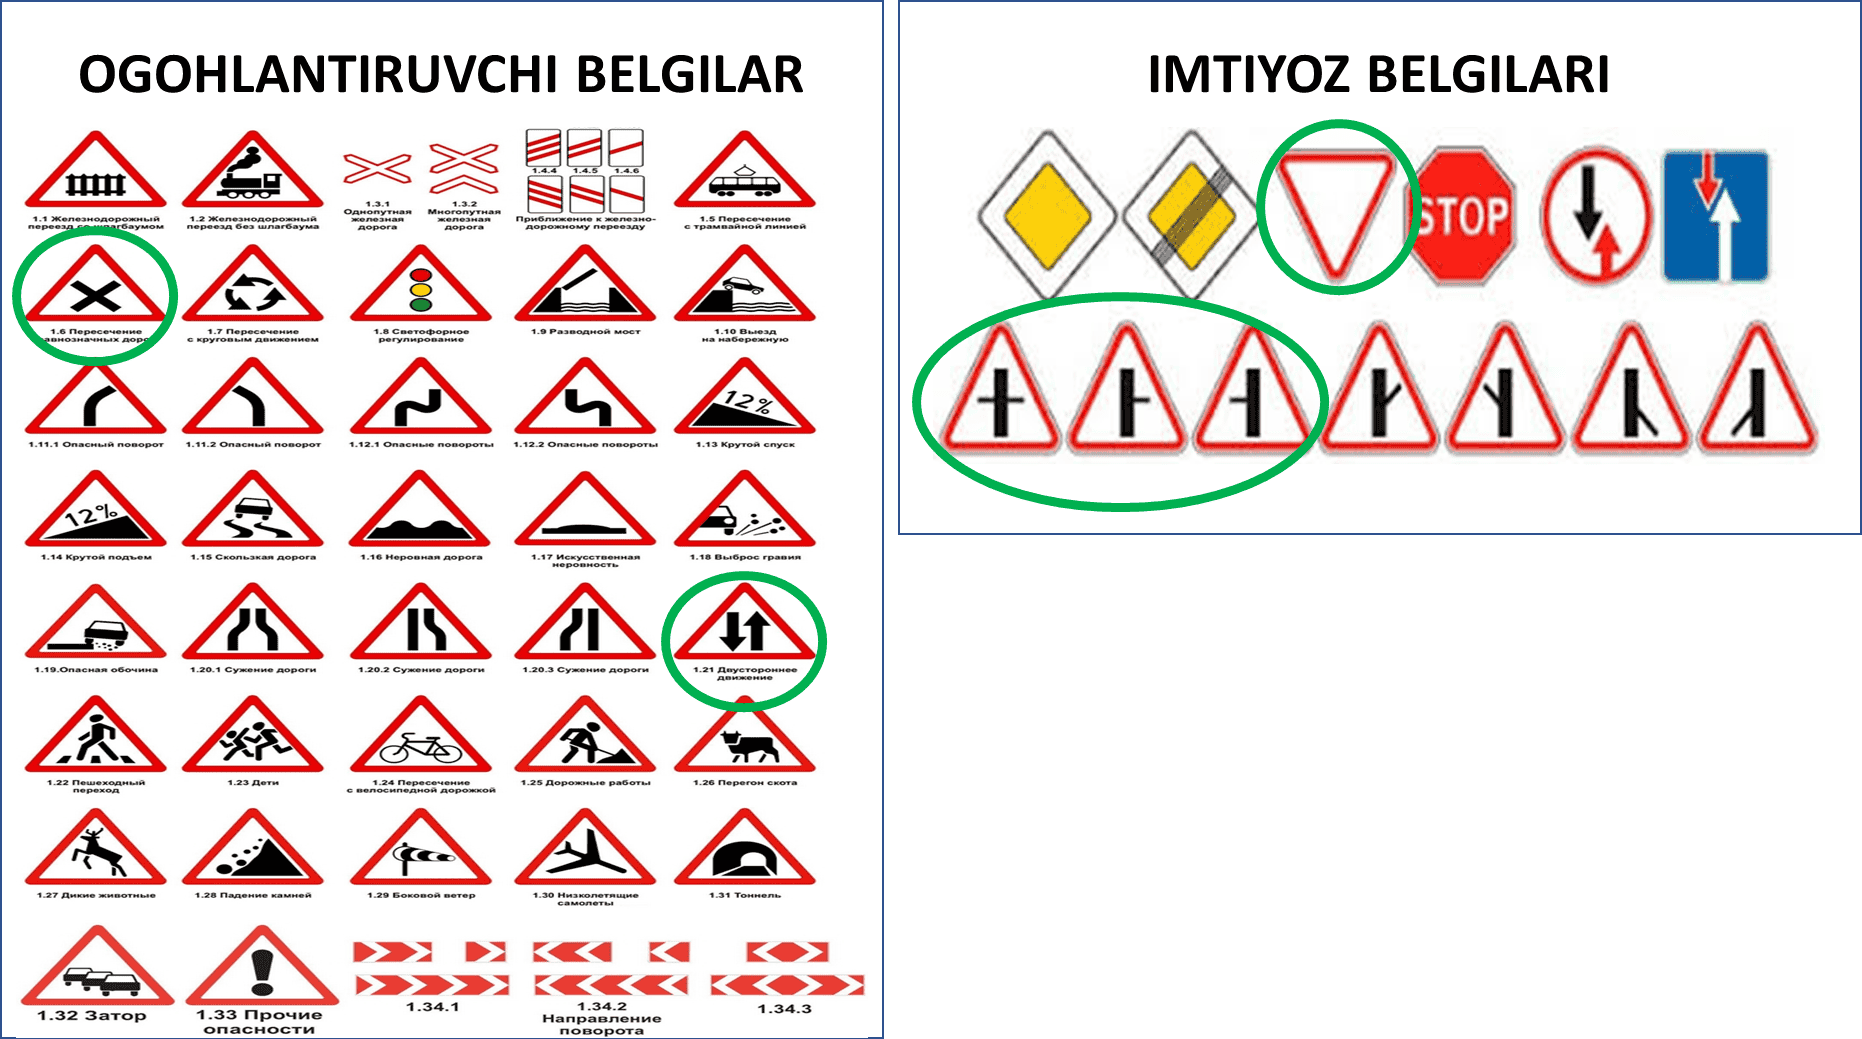 OGOHLANTIRUVCHI BELGILAR
1.1 Железнодорожный
переезд со шлагбаумом
1.2 Железнодорожный
переезд без шлагбаума
1.3.1
Однопутная
железная
дорога
1.3.2
Многопутная
железная
дорога
1.4.4 1.4.5 1.4.6
Приближение к железно-
дорожному переезду
1.5 Пересечение
с трамвайной линией
1.6 Пересечение
равнозначных дорог
1.7 Пересечение
с круговым движением
1.8 Светофорное
регулирование
1.9 Разводной мост
1.10 Выезд
на набережную
1.11.1 Опасный поворот
1.11.2 Опасный поворот
1.12.1 Опасные повороты
1.12.2 Опасные повороты
12%
1.13 Крутой спуск
12%
1.14 Крутой подъем
1.15 Скользкая дорога
1.16 Неровная дорога
1.17 Искусственная
неровность
1.18 Выброс гравия
1.19.Опасная обочина
1.20.1 Сужение дороги
1.20.2 Сужение дороги
1.20.3 Сужение дороги
1.21 Двустороннее
движение
1.22 Пешеходный
переход
1.23 Дети
1.24 Пересечение
с велосипедной дорожкой
1.25 Дорожные работы
1.26 Перегон скота
1.27 Дикие животные
1.28 Падение камней
1.29 Боковой ветер
1.30 Низколетящие
самолеты
1.31 Тоннель
1.32 Затор
1.33 Прочие
опасности
1.34.1
1.34.2
Направление
поворота
1.34.3
IMTIYOZ BELGILARI
STOP